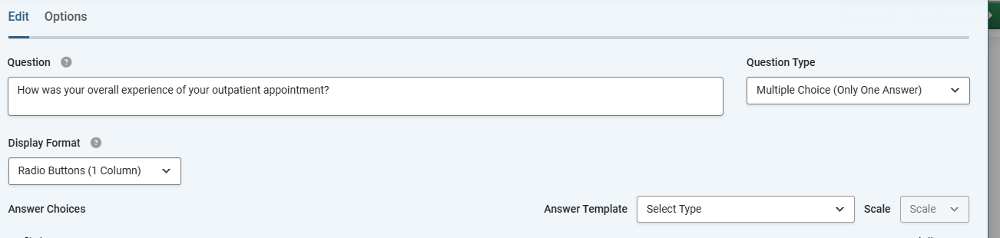 Edit Options
Question ?
Question Type
How was your overall experience of your outpatient appointment?
Multiple Choice (Only One Answer)
Display Format ?
Radio Buttons (1 Column)
Answer Choices
Answer Template Select Type Scale Scale